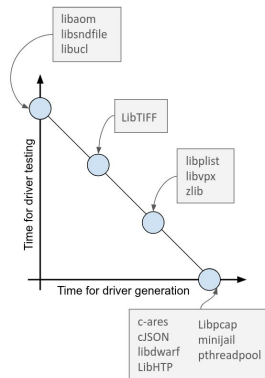 libaom
libsndfile
libucl
LibTIFF
libplist
libvpx
zlib
Time for driver testing
Time for driver generation
c-ares
cJSON
libdwarf
LibHTP
Libpcap
minijail
pthreadpool